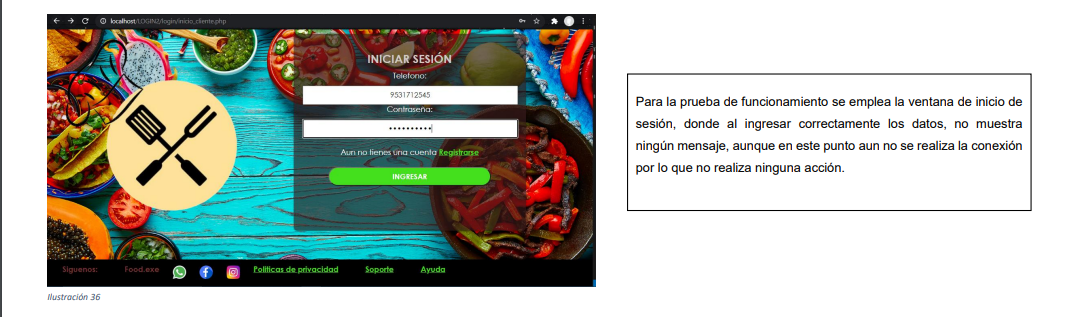 localhost/LOGIN2/login/inicio_cliente.php
INICIAR SESIÓN
Telefono:
9531712545
Contraseña:
Aun no tienes una cuenta Registrarse
INGRESAR
Siguenos: Food.exe Políticas de privacidad Soporte Ayuda
Ilustración 36
Para la prueba de funcionamiento se emplea la ventana de inicio de
sesión, donde al ingresar correctamente los datos, no muestra
ningún mensaje, aunque en este punto aun no se realiza la conexión
por lo que no realiza ninguna acción.